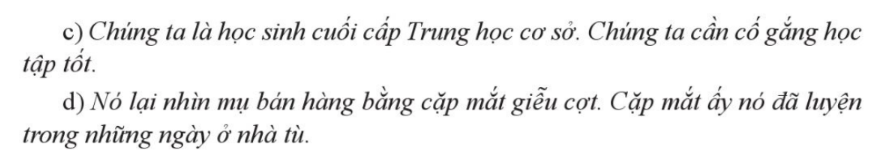 c) Chúng ta là học sinh cuối cấp Trung học cơ sở. Chúng ta cần cố gắng học
tập tốt.
d) Nó lại nhìn mụ bán hàng bằng cặp mắt giễu cợt. Cặp mắt ấy nó đã luyện
trong những ngày ở nhà tù.